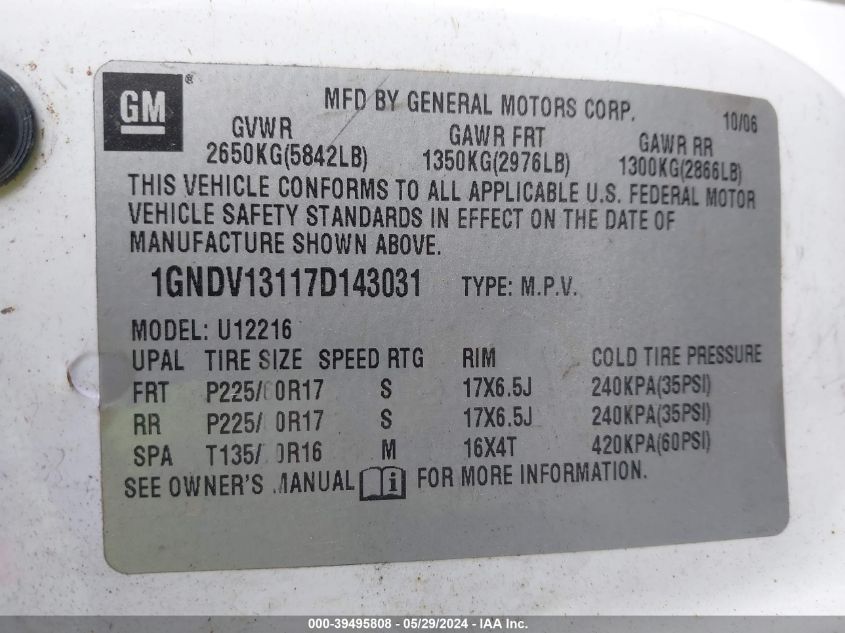 GM®
MFD BY GENERAL MOTORS CORP. 10/06
GVWR GAWR FRT GAWR RR
2650KG(5842LB) 1350KG(2976LB) 1300KG(2866LB)
THIS VEHICLE CONFORMS TO ALL APPLICABLE U.S. FEDERAL MOTOR
VEHICLE SAFETY STANDARDS IN EFFECT ON THE DATE OF
MANUFACTURE SHOWN ABOVE.
1GNDV13117D143031 TYPE: M.P.V.
MODEL: U12216
UPAL TIRE SIZE SPEED RTG RIM COLD TIRE PRESSURE
FRT S 17X6.5J 240KPA(35PSI)
RR S 17X6.5J 240KPA(35PSI)
SPA M 16X4T 420KPA(60PSI)
SEE OWNER'S MANUAL i FOR MORE INFORMATION.
000-39495808 - 05/29/2024 - IAA Inc.